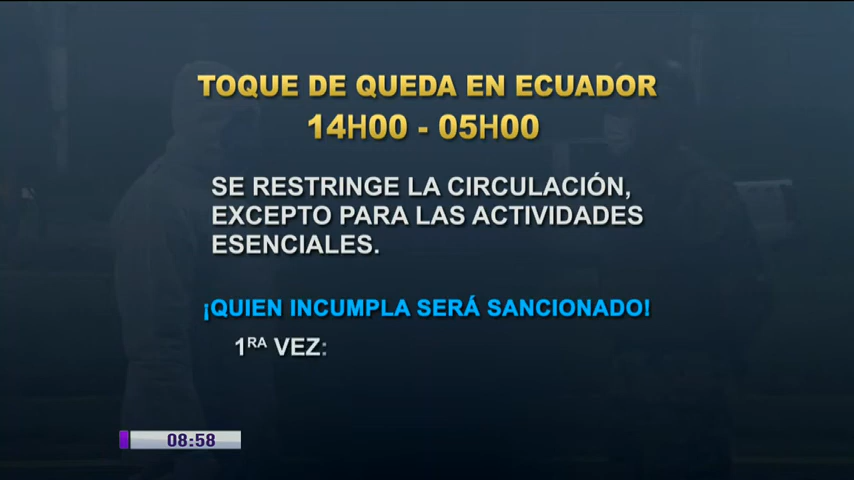 TOQUE DE QUEDA EN ECUADOR
14H00 - 05H00
SE RESTRINGE LA CIRCULACIÓN,
EXCEPTO PARA LAS ACTIVIDADES
ESENCIALES.
¡QUIEN INCUMPLA SERÁ SANCIONADO!
1RA VEZ:
08:58